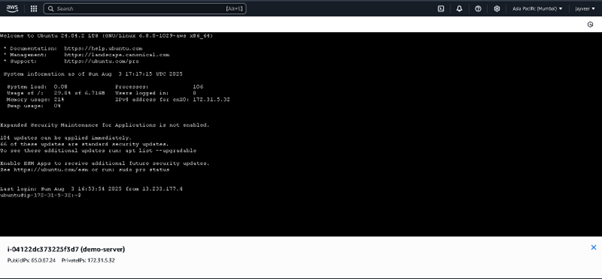 aws Search [Alt+S] Asia Pacific (Mumbai) jayveer
Welcome to Ubuntu 24.04.2 LTS (GNU/Linux 6.8.0-1029-aws x86_64)
* Documentation: https://help.ubuntu.com
* Management: https://landscape.canonical.com
* Support: https://ubuntu.com/pro
System information as of Sun Aug 3 17:17:15 UTC 2025
System load: 0.08 Processes: 106
Usage of /: 29.0% of 6.71GB Users logged in: 0
Memory usage: 21% IPv4 address for enX0: 172.31.5.32
Swap usage: 0%
Expanded Security Maintenance for Applications is not enabled.
104 updates can be applied immediately.
66 of these updates are standard security updates.
To see these additional updates run: apt list --upgradable
Enable ESM Apps to receive additional future security updates.
See https://ubuntu.com/esm or run: sudo pro status
Last login: Sun Aug 3 16:53:54 2025 from 13.233.177.4
ubuntu@ip-172-31-5-32:~$
i-04122dc373225f3d7 (demo-server)
PublicIPs: 65.0.87.24 PrivateIPs: 172.31.5.32